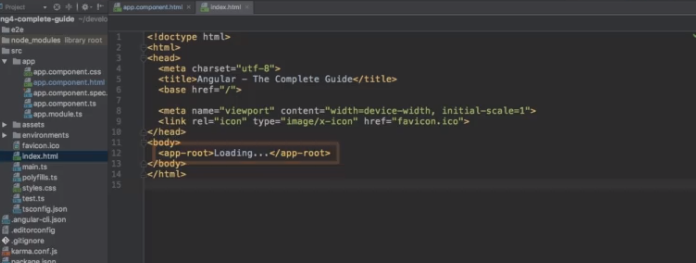 ng4-complete-guide ~/develo
e2e
node_modules library root
src
app
app.component.css
app.component.html
app.component.spec.
app.component.ts
app.module.ts
assets
environments
favicon.ico
index.html
main.ts
polyfills.ts
styles.css
test.ts
tsconfig.json
.angular-cli.json
.editorconfig
.gitignore
karma.conf.js
package.json
app.component.html index.html
1 <!doctype html>
2 <html>
3 <head>
4 <meta charset="utf-8">
5 <title>Angular - The Complete Guide</title>
6 <base href="/">
7
8 <meta name="viewport" content="width=device-width, initial-scale=1">
9 <link rel="icon" type="image/x-icon" href="favicon.ico">
10 </head>
11 <body>
12 <app-root>Loading...</app-root>
13 </body>
14 </html>
15